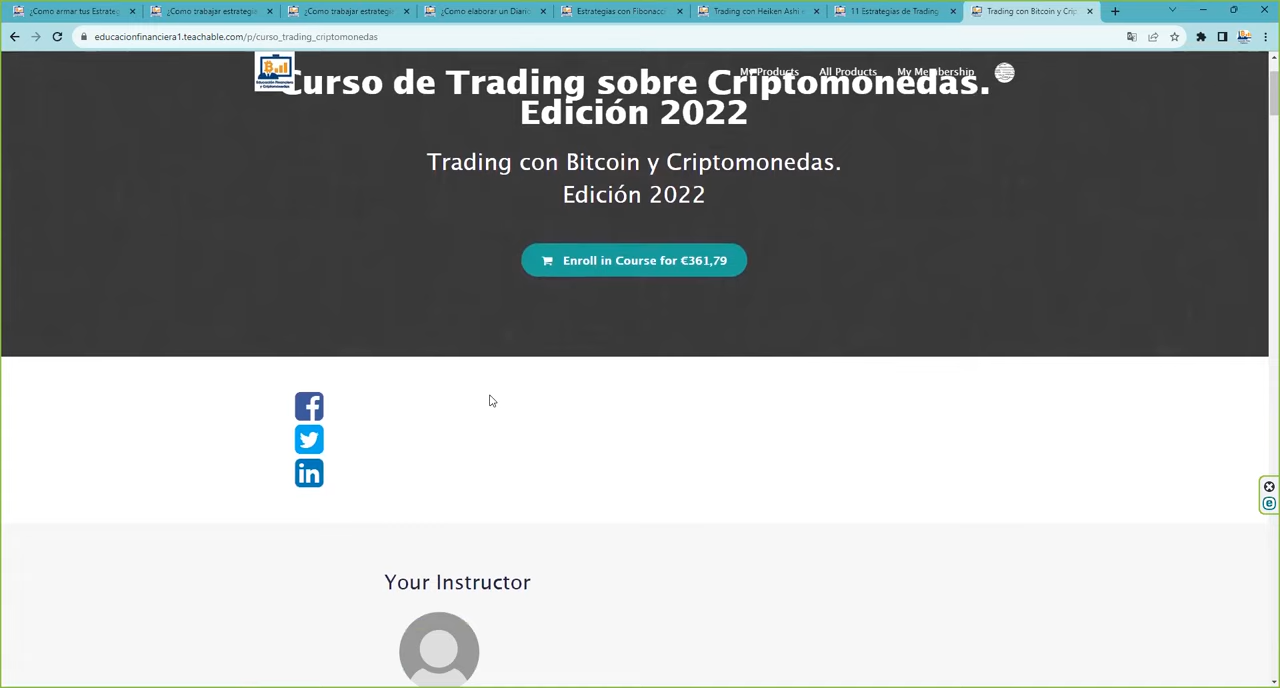 ¿Como armar tus Estrateg
¿Como trabajar estrategia
¿Como trabajar estrategia
¿Como elaborar un Diario
Estrategias con Fibonacci
Trading con Heiken Ashi e
11 Estrategias de Trading
Trading con Bitcoin y Crip
educacionfinanciera1.teachable.com/p/curso_trading_criptomonedas
My Products
All Products
My Membership
Curso de Trading sobre Criptomonedas.
Edición 2022
Trading con Bitcoin y Criptomonedas.
Edición 2022
Enroll in Course for €361,79
Your Instructor